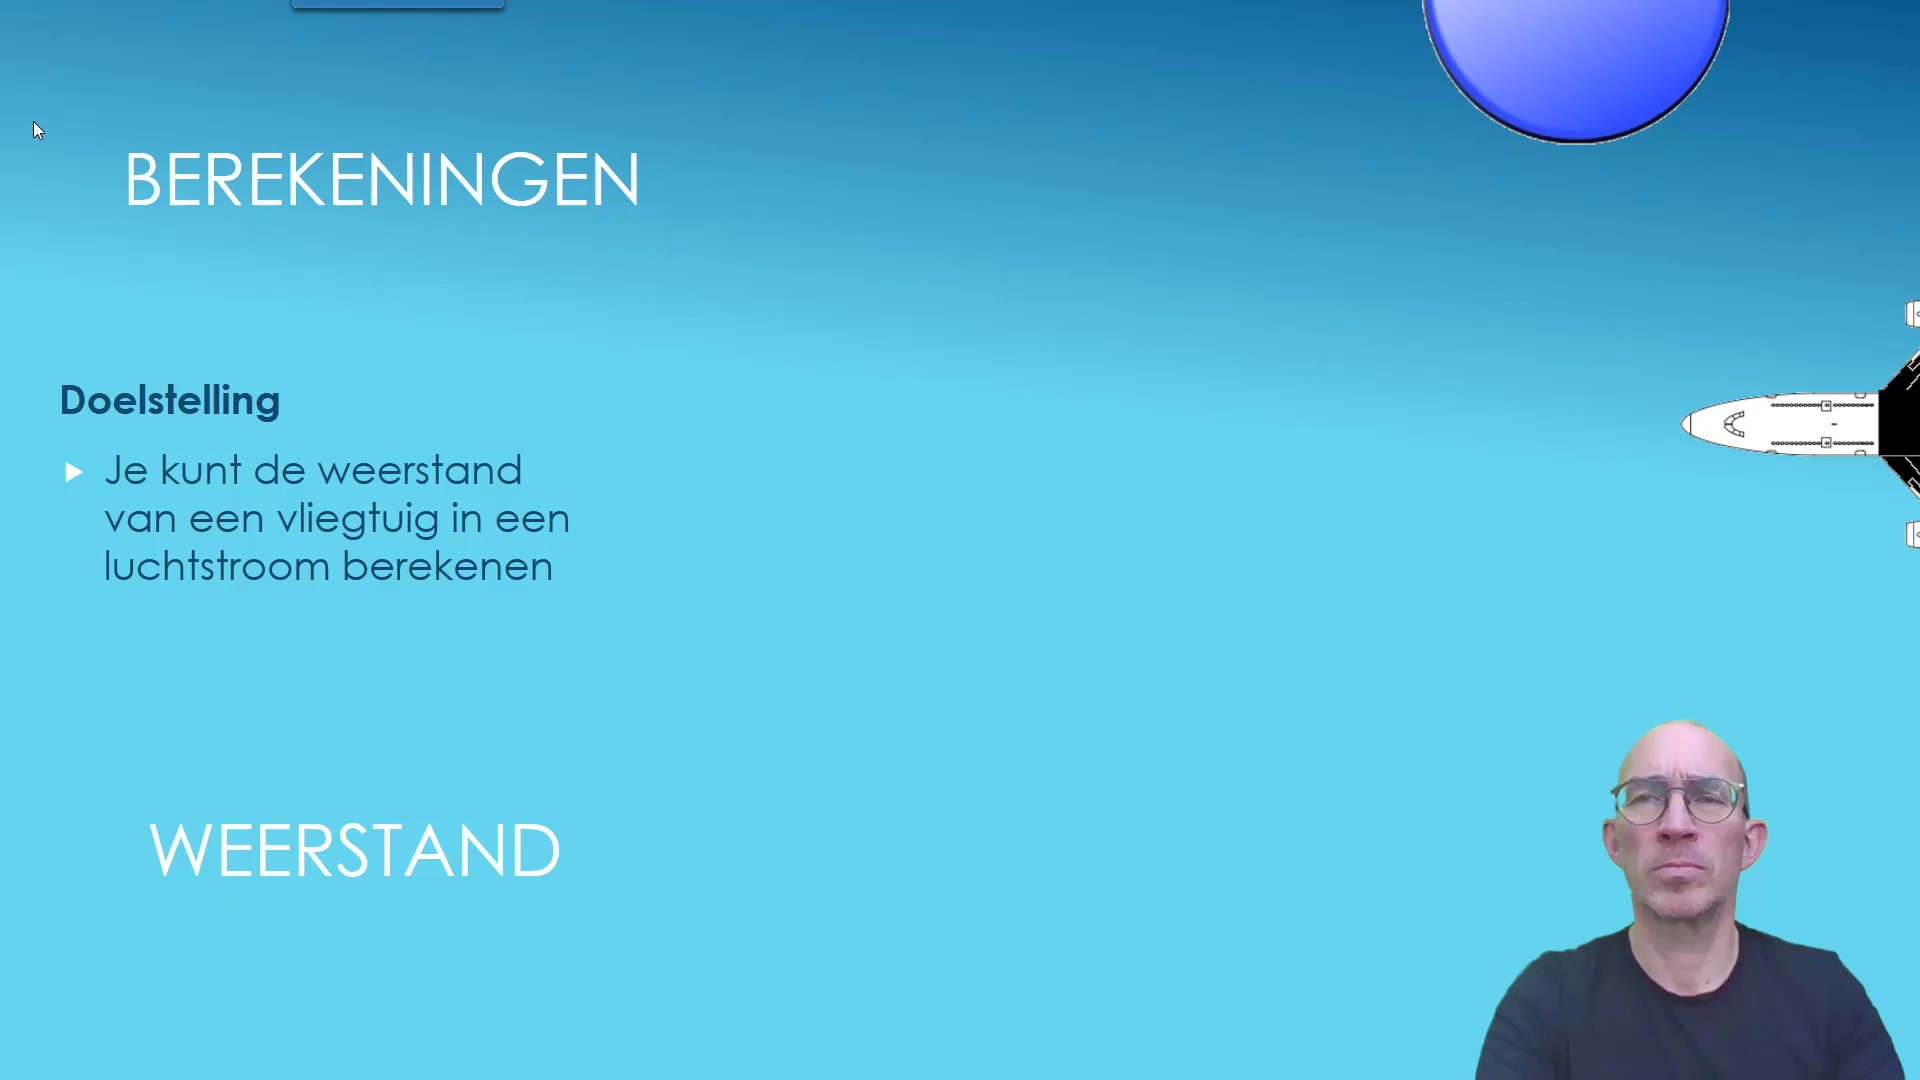 BEREKENINGEN
Doelstelling
Je kunt de weerstand
van een vliegtuig in een
luchtstroom berekenen
WEERSTAND